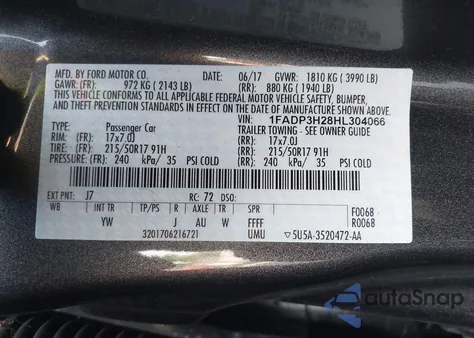 MFD. BY FORD MOTOR CO. DATE: 06/17 GVWR: 1810 KG ( 3990 LB)
GAWR: (FR): 972 KG ( 2143 LB) (RR): 880 KG ( 1940 LB)
THIS VEHICLE CONFORMS TO ALL APPLICABLE FEDERAL MOTOR VEHICLE SAFETY, BUMPER,
AND THEFT PREVENTION STANDARDS IN EFFECT ON THE DATE OF MANUFACTURE SHOWN ABOVE.
VIN: 1FADP3H28HL304066
TYPE: Passenger Car TRAILER TOWING - SEE OWNER GUIDE
RIM: (FR): 17x7.0J (RR): 17x7.0J
TIRE: (FR): 215/50R17 91H (RR): 215/50R17 91H
PRESSURE: (FR): 240 kPa/ 35 PSI COLD (RR): 240 kPa/ 35 PSI COLD
EXT PNT: J7 RC: 72 DSO:
WB INT TR TP/PS R AXLE TR SPR F0068
YW J AU W FFFF R0068
3201706216721 UMU ▽5U5A-3520472-AA
autoSnap